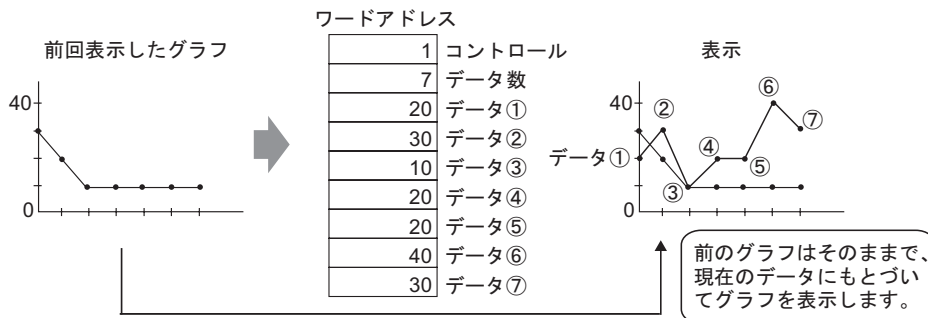 前回表示したグラフ
40
0
ワードアドレス
1 コントロール
7 データ数
20 データ①
30 データ②
10 データ③
20 データ④
20 データ⑤
40 データ⑥
30 データ⑦
表示
40
0
データ①
②
③
④
⑤
⑥
⑦
前のグラフはそのままで、
現在のデータにもとづい
てグラフを表示します。